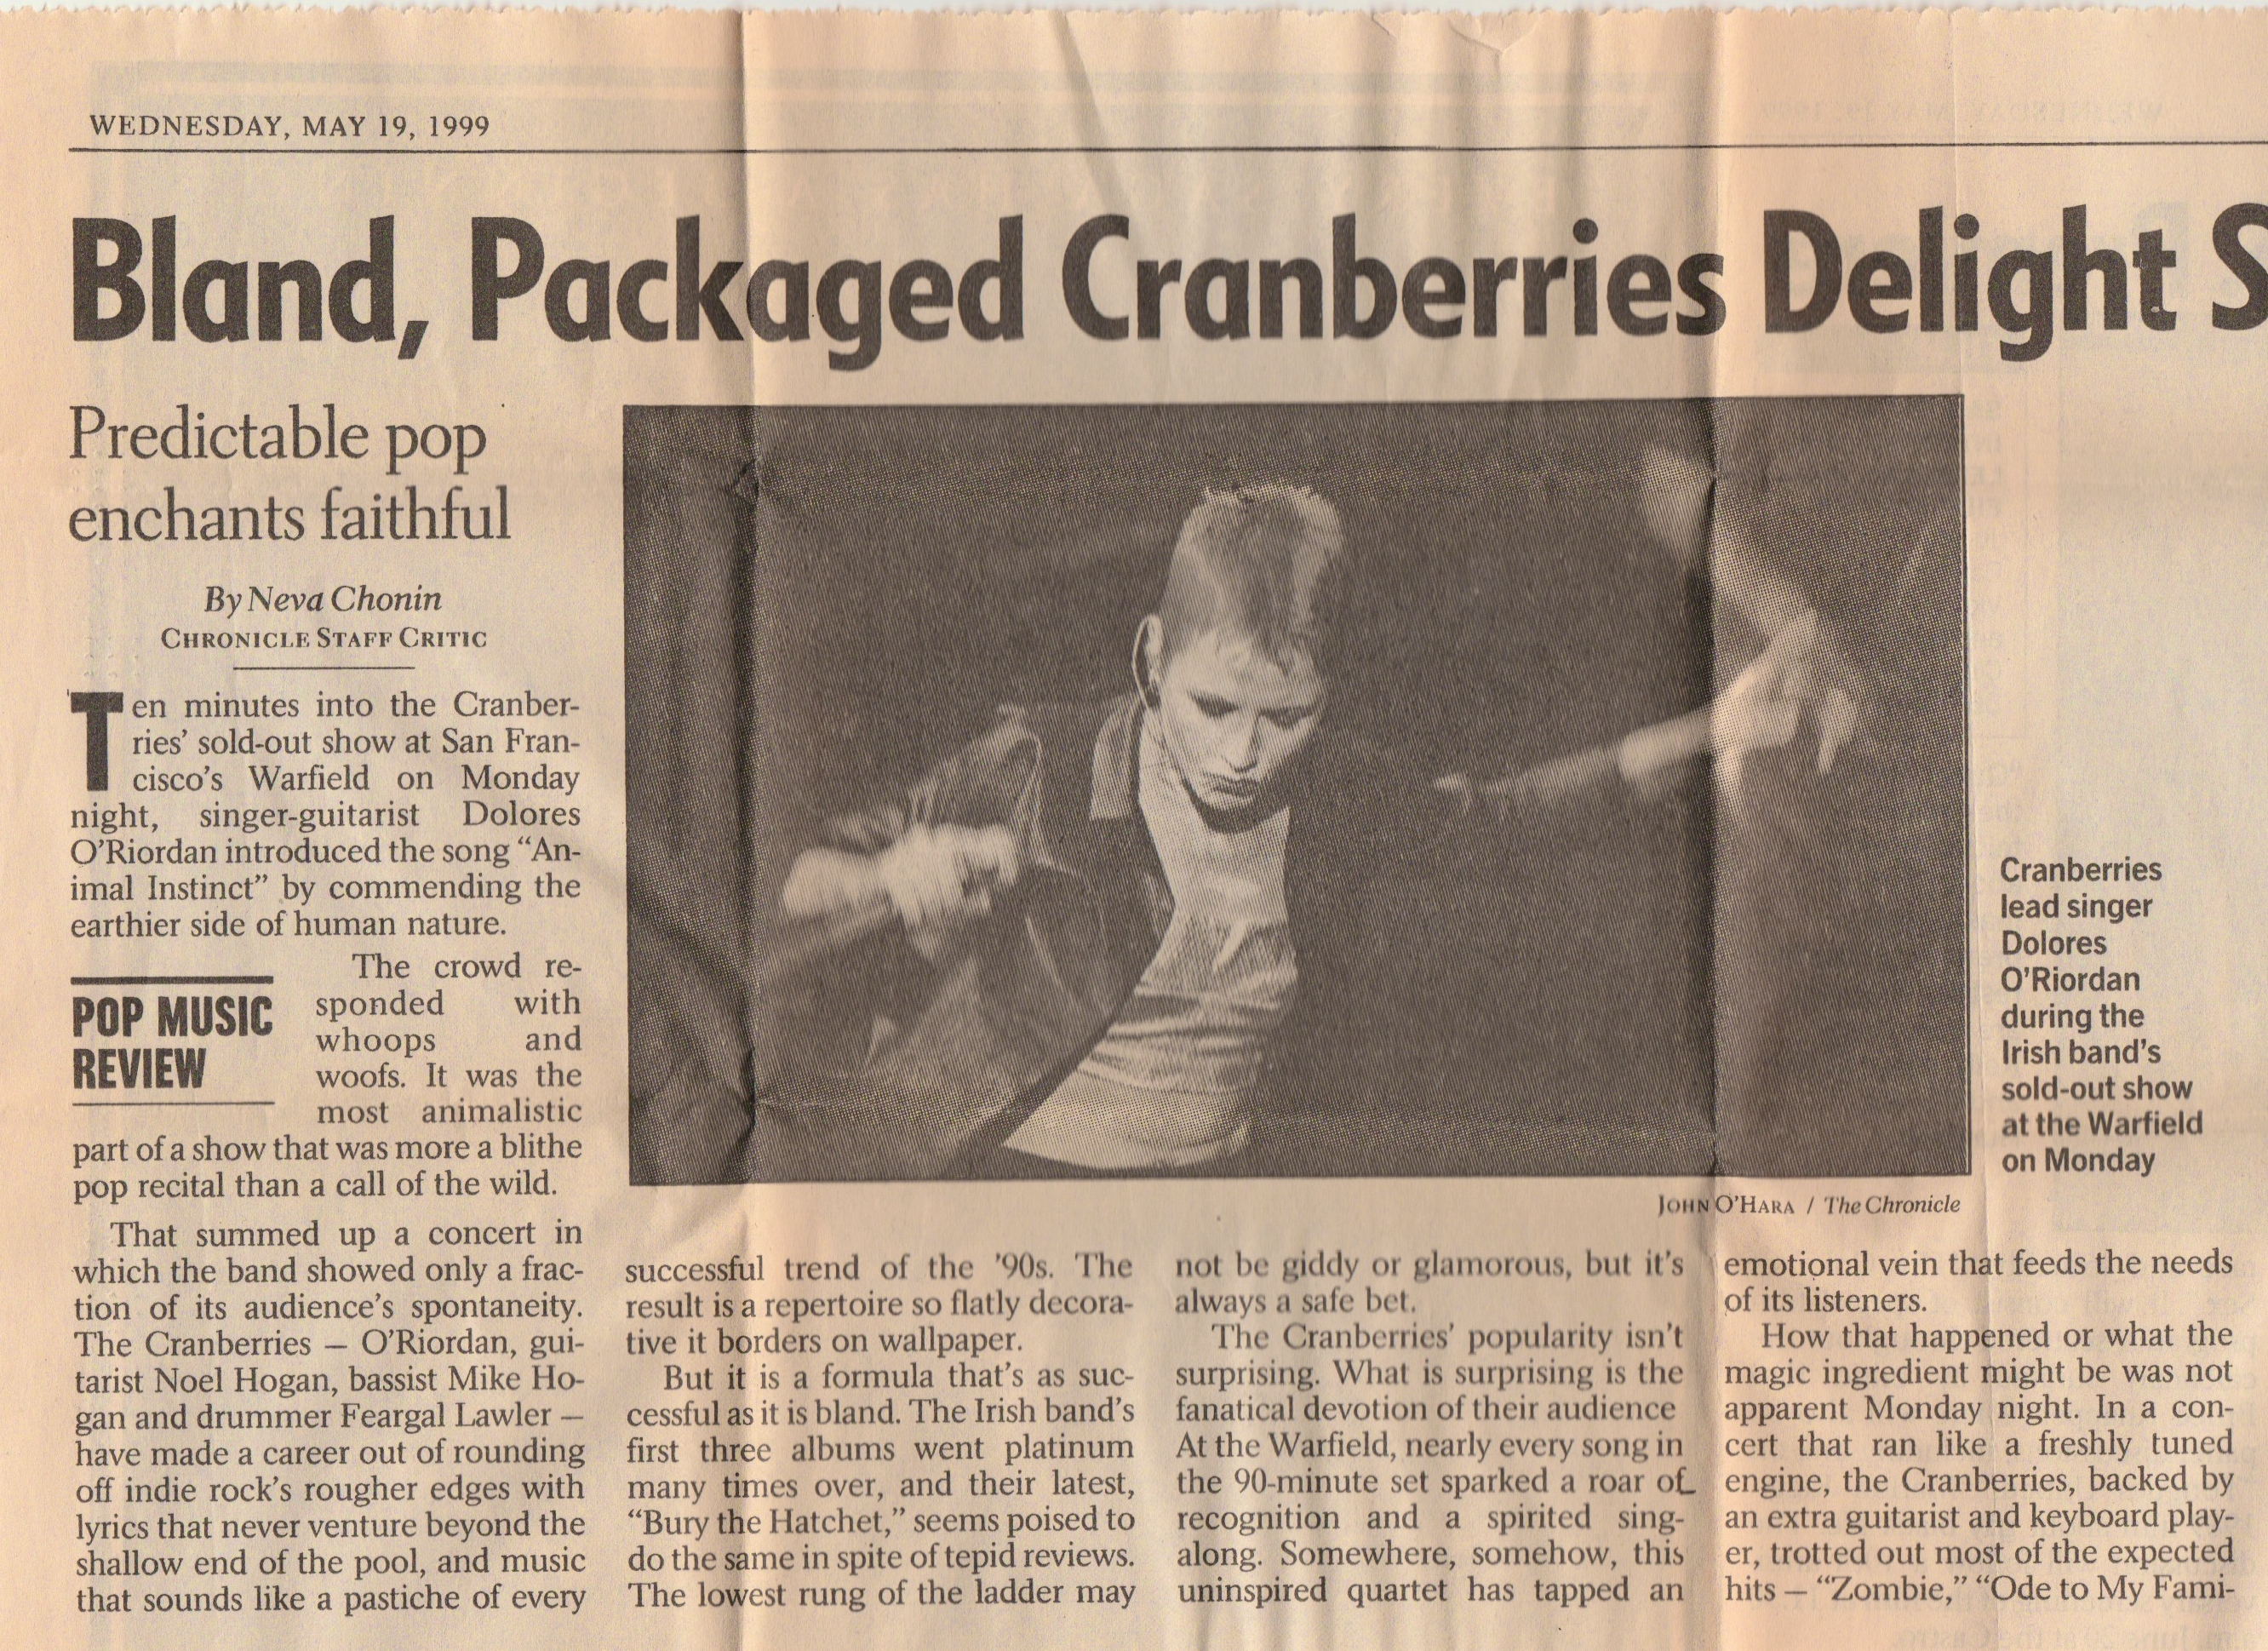 WEDNESDAY, MAY 19, 1999
Bland, Packaged Cranberries Delight S
Predictable pop
enchants faithful
By Neva Chonin
CHRONICLE STAFF CRITIC
Ten minutes into the Cranber-
ries’ sold-out show at San Fran-
cisco’s Warfield on Monday
night, singer-guitarist Dolores
O’Riordan introduced the song “An-
imal Instinct” by commending the
earthier side of human nature.
POP MUSIC
REVIEW
The crowd re-
sponded with
whoops and
woofs. It was the
most animalistic
part of a show that was more a blithe
pop recital than a call of the wild.
That summed up a concert in
which the band showed only a frac-
tion of its audience’s spontaneity.
The Cranberries — O’Riordan, gui-
tarist Noel Hogan, bassist Mike Ho-
gan and drummer Feargal Lawler —
have made a career out of rounding
off indie rock’s rougher edges with
lyrics that never venture beyond the
shallow end of the pool, and music
that sounds like a pastiche of every
Cranberries
lead singer
Dolores
O’Riordan
during the
Irish band’s
sold-out show
at the Warfield
on Monday
JOHN O’HARA / The Chronicle
successful trend of the ’90s. The
result is a repertoire so flatly decora-
tive it borders on wallpaper.
But it is a formula that’s as suc-
cessful as it is bland. The Irish band’s
first three albums went platinum
many times over, and their latest,
“Bury the Hatchet,” seems poised to
do the same in spite of tepid reviews.
The lowest rung of the ladder may
not be giddy or glamorous, but it’s
always a safe bet.
The Cranberries’ popularity isn’t
surprising. What is surprising is the
fanatical devotion of their audience
At the Warfield, nearly every song in
the 90-minute set sparked a roar of
recognition and a spirited sing-
along. Somewhere, somehow, this
uninspired quartet has tapped an
emotional vein that feeds the needs
of its listeners.
How that happened or what the
magic ingredient might be was not
apparent Monday night. In a con-
cert that ran like a freshly tuned
engine, the Cranberries, backed by
an extra guitarist and keyboard play-
er, trotted out most of the expected
hits — “Zombie,” “Ode to My Fami-